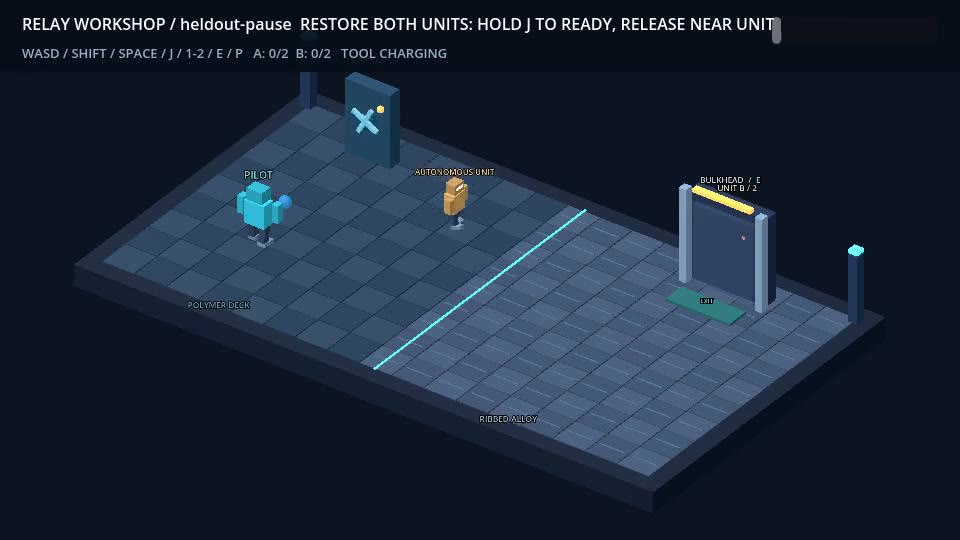 RELAY WORKSHOP / heldout-pause RESTORE BOTH UNITS: HOLD J TO READY, RELEASE NEAR UNIT
WASD / SHIFT / SPACE / J / 1-2 / E / P A: 0/2 B: 0/2 TOOL CHARGING
PILOT
AUTONOMOUS UNIT
BULKHEAD / E
UNIT B / 2
EXIT
POLYMER DECK
RIBBED ALLOY